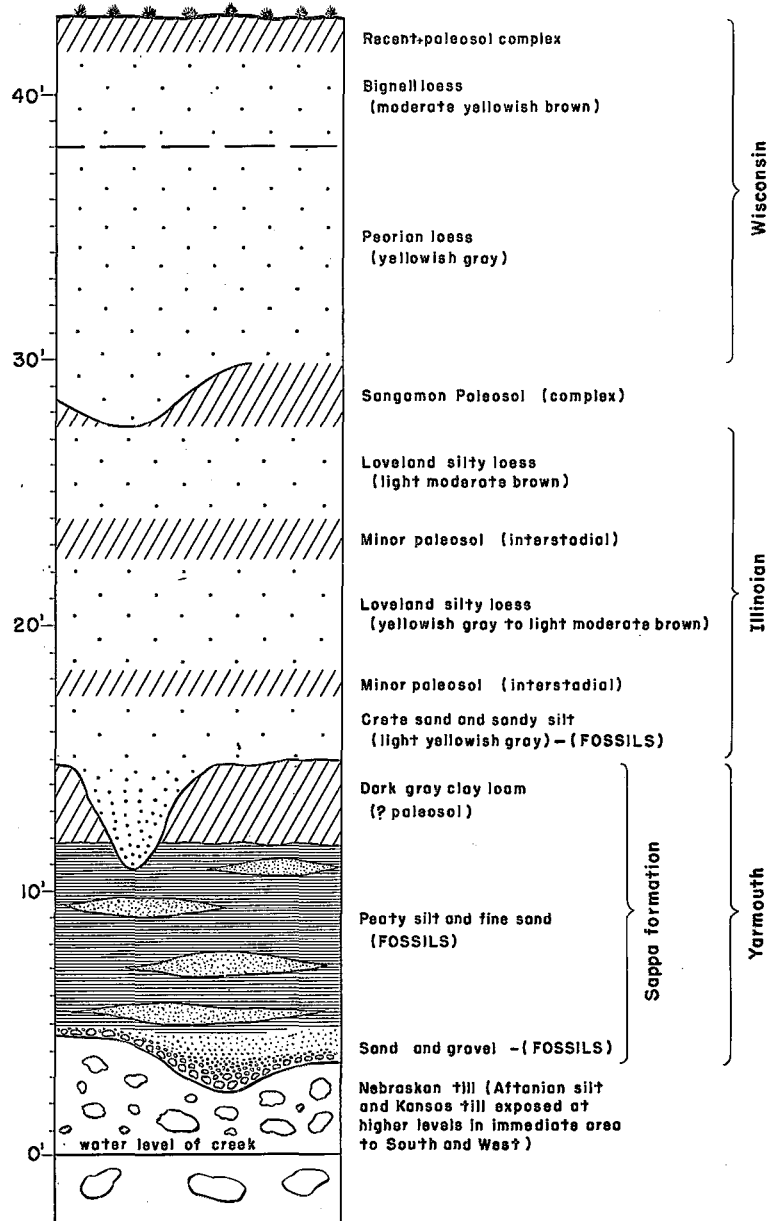 Recent-paleosol complex
40'
Bignell loess
(moderate yellowish brown)
Wisconsin
Peorian loess
(yellowish gray)
30'
Sangamon Paleosol (complex)
Loveland silty loess
(light moderate brown)
Minor paleosol (interstadial)
Illinoian
20'
Loveland silty loess
(yellowish gray to light moderate brown)
Minor paleosol (interstadial)
Crete sand and sandy silt
(light yellowish gray) - (FOSSILS)
Dark gray clay loam
(? paleosol)
10'
Peaty silt and fine sand
(FOSSILS)
Sappa formation
Yarmouth
Sand and gravel - (FOSSILS)
Nebraskan till (Aftanian silt
and Kansas till exposed at
higher levels in immediate area
to South and West)
water level of creek
0'